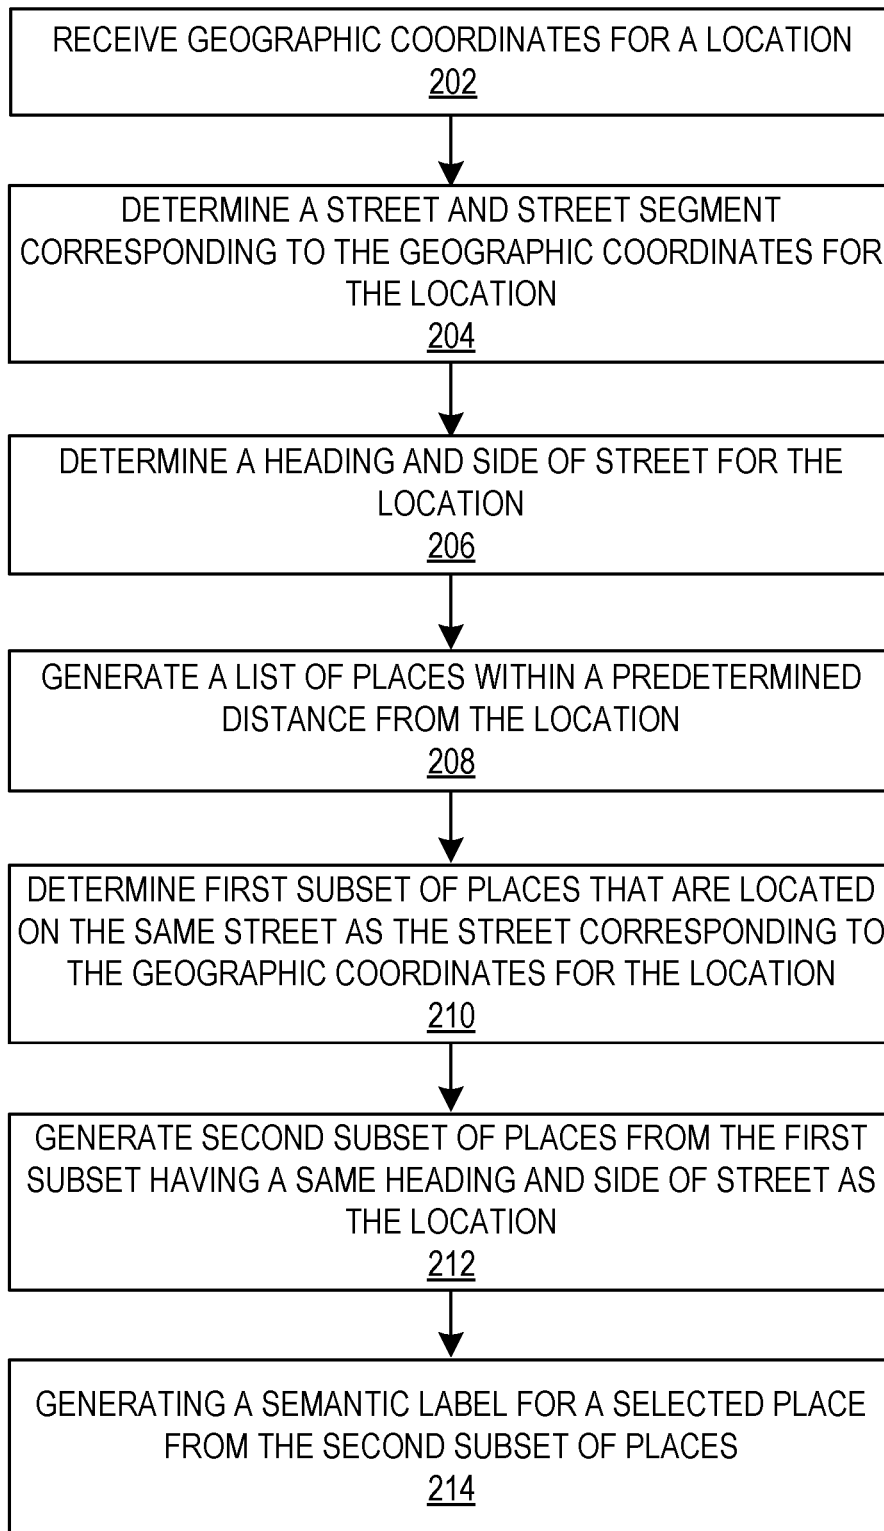 RECEIVE GEOGRAPHIC COORDINATES FOR A LOCATION
202
DETERMINE A STREET AND STREET SEGMENT
CORRESPONDING TO THE GEOGRAPHIC COORDINATES FOR
THE LOCATION
204
DETERMINE A HEADING AND SIDE OF STREET FOR THE
LOCATION
206
GENERATE A LIST OF PLACES WITHIN A PREDETERMINED
DISTANCE FROM THE LOCATION
208
DETERMINE FIRST SUBSET OF PLACES THAT ARE LOCATED
ON THE SAME STREET AS THE STREET CORRESPONDING TO
THE GEOGRAPHIC COORDINATES FOR THE LOCATION
210
GENERATE SECOND SUBSET OF PLACES FROM THE FIRST
SUBSET HAVING A SAME HEADING AND SIDE OF STREET AS
THE LOCATION
212
GENERATING A SEMANTIC LABEL FOR A SELECTED PLACE
FROM THE SECOND SUBSET OF PLACES
214